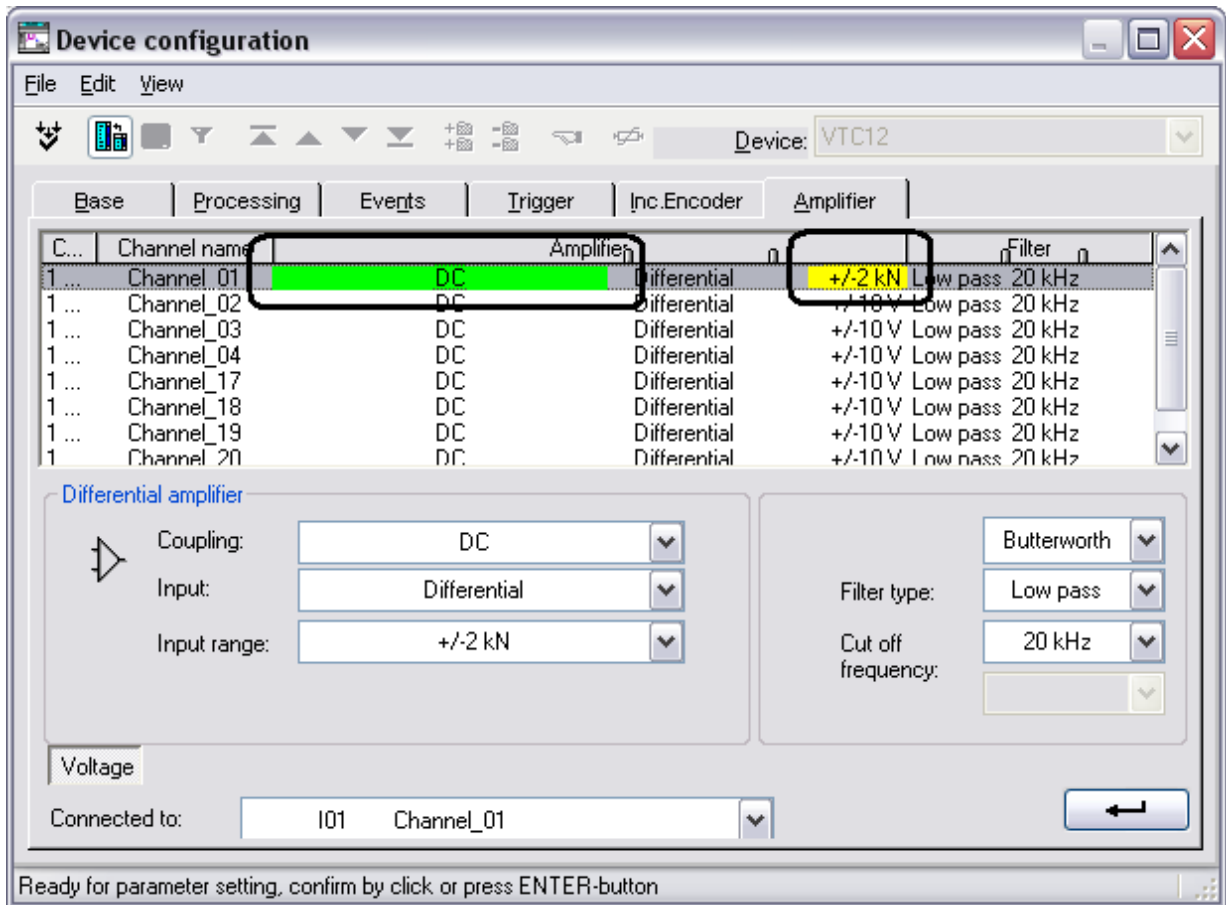 Device configuration
File Edit View
Device: VTC12
Base Processing Events Trigger Inc.Encoder Amplifier
C... Channel name Amplifier Filter
1 ... Channel_01 DC Differential +/-2 kN Low pass 20 kHz
1 ... Channel_02 DC Differential +/-10 V Low pass 20 kHz
1 ... Channel_03 DC Differential +/-10 V Low pass 20 kHz
1 ... Channel_04 DC Differential +/-10 V Low pass 20 kHz
1 ... Channel_17 DC Differential +/-10 V Low pass 20 kHz
1 ... Channel_18 DC Differential +/-10 V Low pass 20 kHz
1 ... Channel_19 DC Differential +/-10 V Low pass 20 kHz
1 Channel_20 DC Differential +/-10 V Low pass 20 kHz
Differential amplifier
Coupling: DC Butterworth
Input: Differential Filter type: Low pass
Input range: +/-2 kN Cut off frequency: 20 kHz
Voltage
Connected to: I01 Channel_01
Ready for parameter setting, confirm by click or press ENTER-button